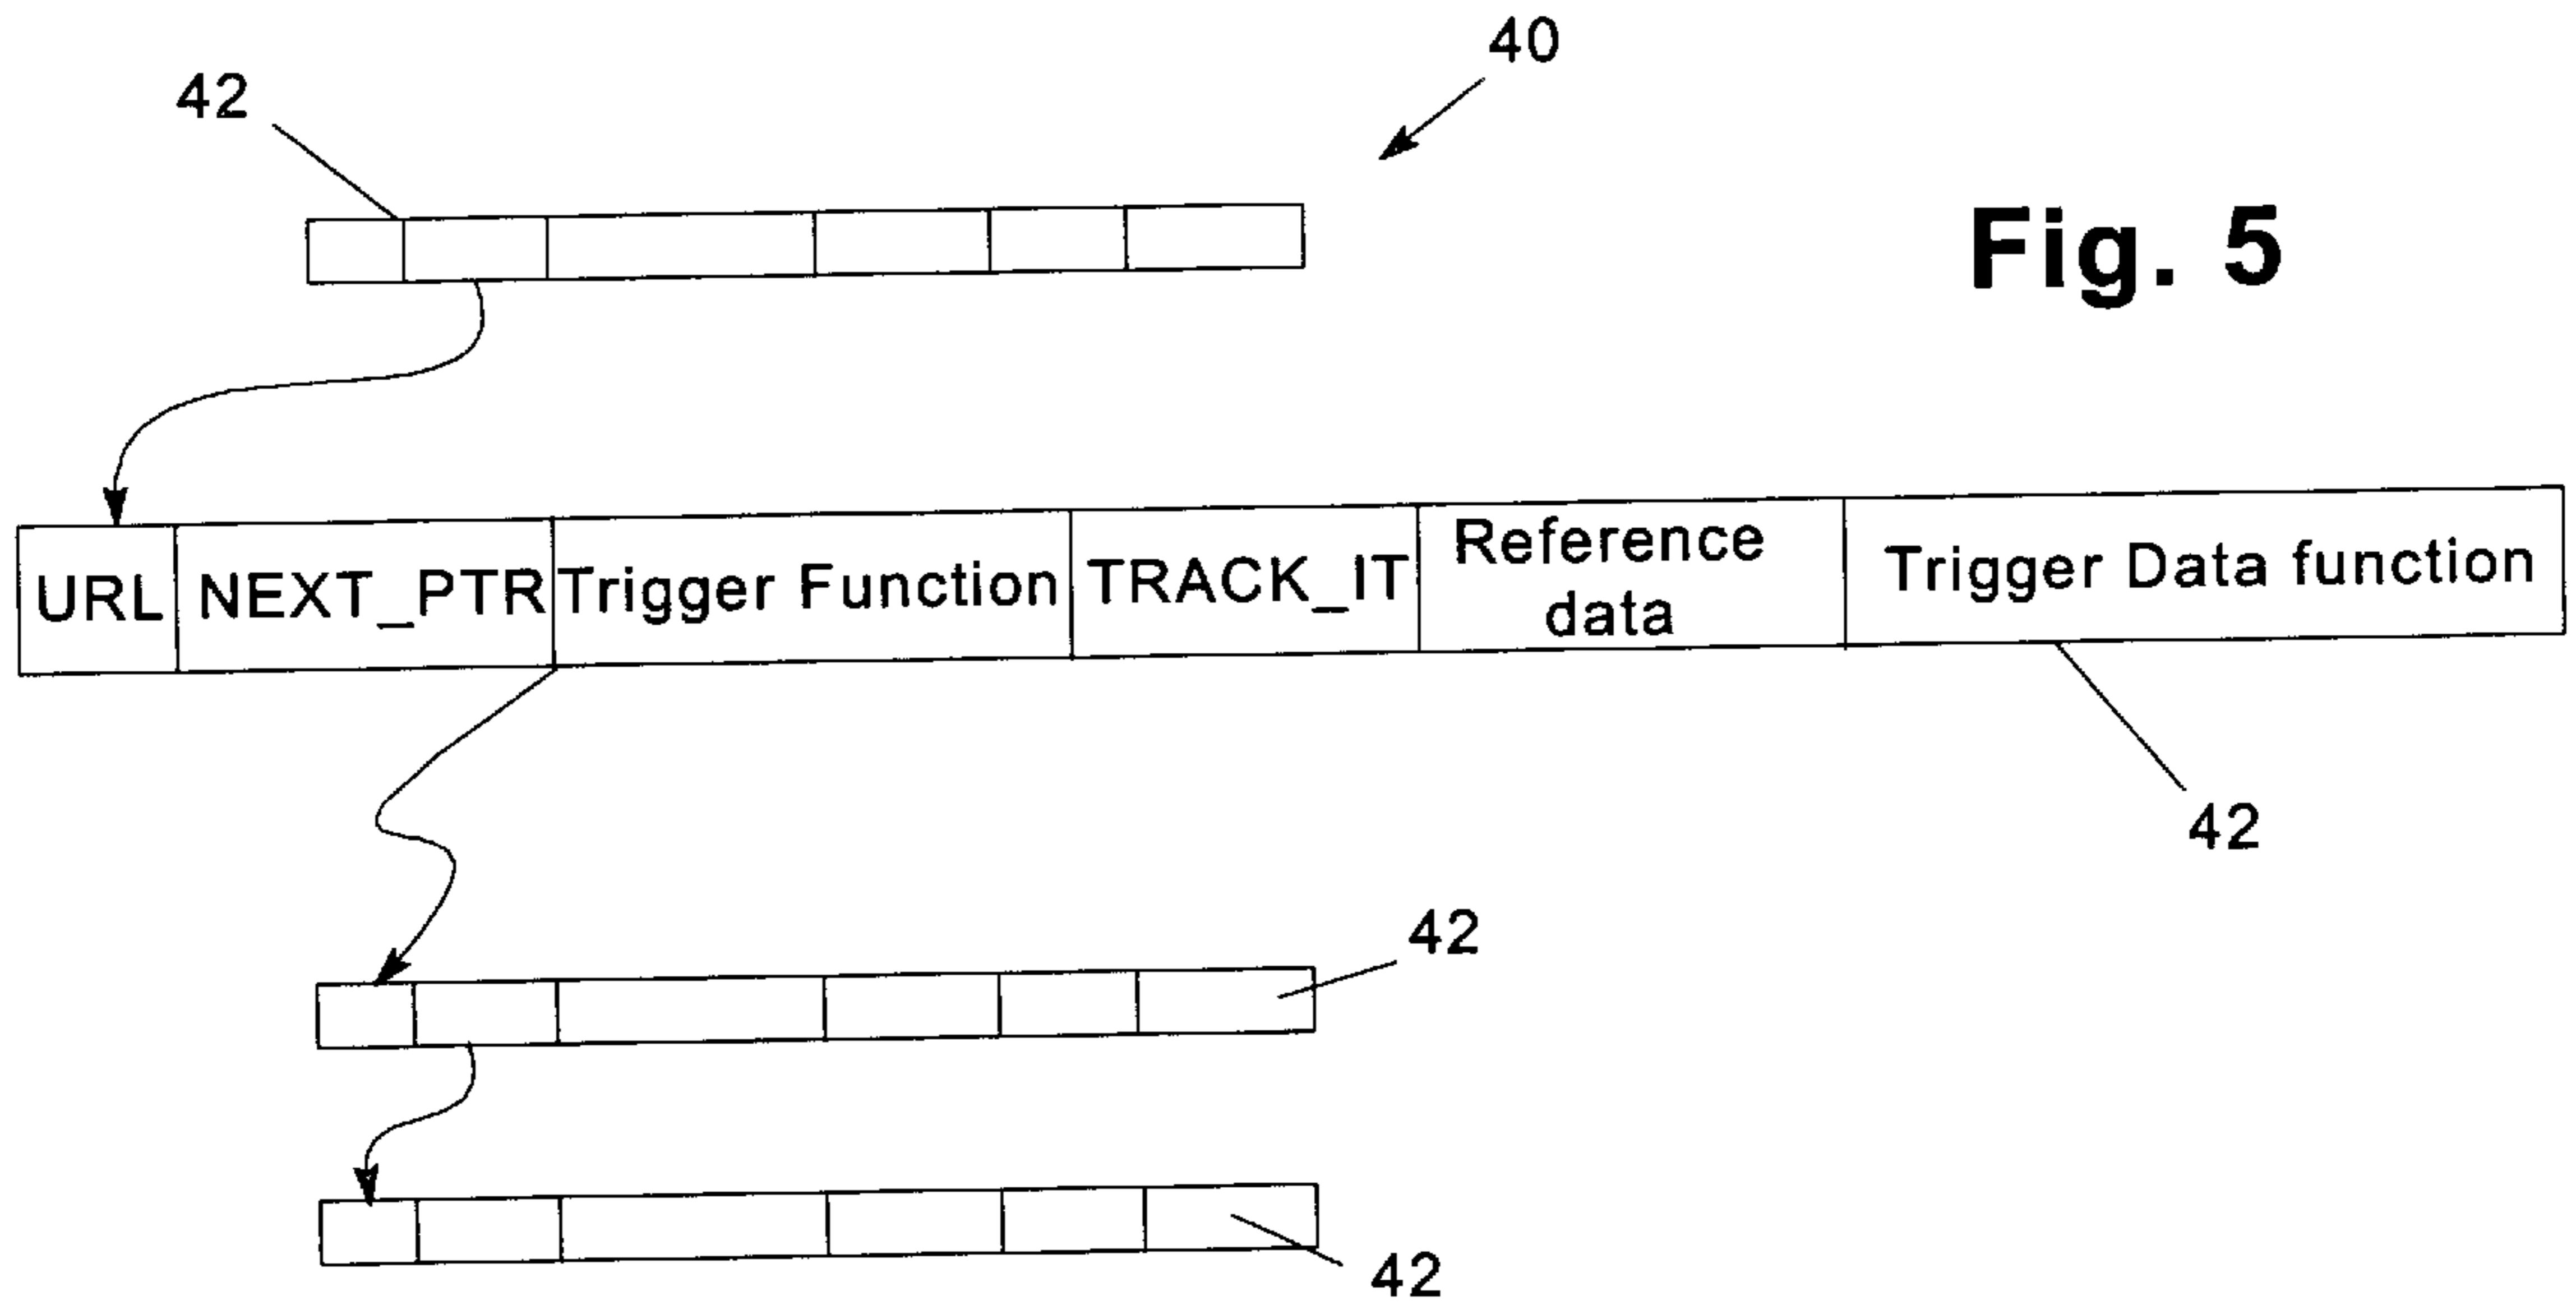 40
42
Fig. 5
URL NEXT_PTR Trigger Function TRACK_IT Reference data Trigger Data function
42
42
42